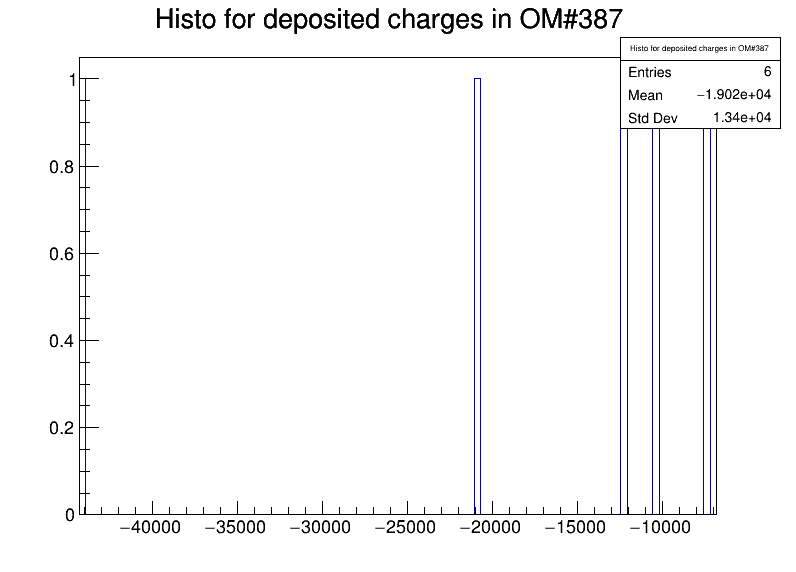 Histo for deposited charges in OM#387
Histo for deposited charges in OM#387
Entries 6
Mean −1.902e+04
Std Dev 1.34e+04
1
0.8
0.6
0.4
0.2
0
−40000 −35000 −30000 −25000 −20000 −15000 −10000